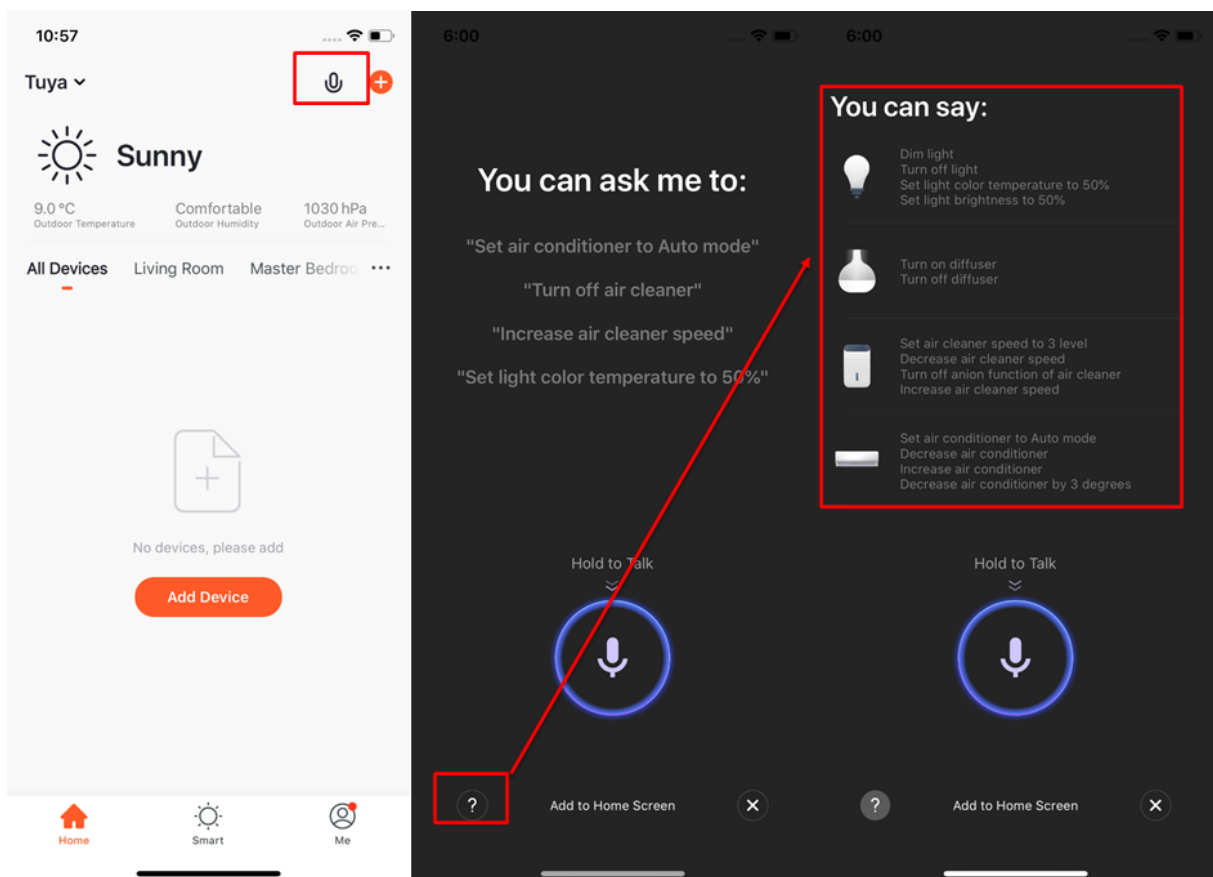 10:57
Tuya
Sunny
9.0 °C
Outdoor Temperature
Comfortable
Outdoor Humidity
1030 hPa
Outdoor Air Pre...
All Devices Living Room Master Bedroo ...
No devices, please add
Add Device
Home
Smart
Me
6:00
You can ask me to:
"Set air conditioner to Auto mode"
"Turn off air cleaner"
"Increase air cleaner speed"
"Set light color temperature to 50%"
Hold to Talk
?
Add to Home Screen
6:00
You can say:
Dim light
Turn off light
Set light color temperature to 50%
Set light brightness to 50%
Turn on diffuser
Turn off diffuser
Set air cleaner speed to 3 level
Decrease air cleaner speed
Turn off anion function of air cleaner
Increase air cleaner speed
Set air conditioner to Auto mode
Decrease air conditioner
Increase air conditioner
Decrease air conditioner by 3 degrees
Hold to Talk
?
Add to Home Screen